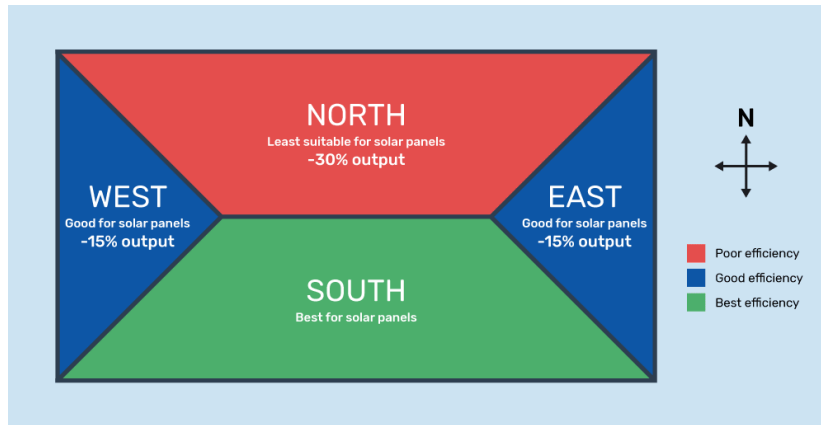 NORTH
Least suitable for solar panels
-30% output
WEST
Good for solar panels
-15% output
EAST
Good for solar panels
-15% output
SOUTH
Best for solar panels
N
Poor efficiency
Good efficiency
Best efficiency